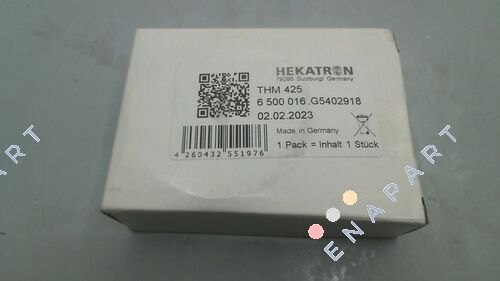 HEKATRON
79295 Sulzburg/ Germany
THM 425
6 500 016.G5402918
02.02.2023
Made in Germany
1 Pack = Inhalt 1 Stück
4 260432 551976
ENAPART
ENAPART